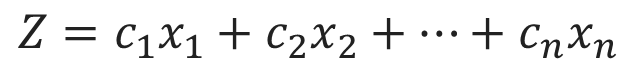 Z = c₁x₁ + c₂x₂ + ⋯ + cₙxₙ